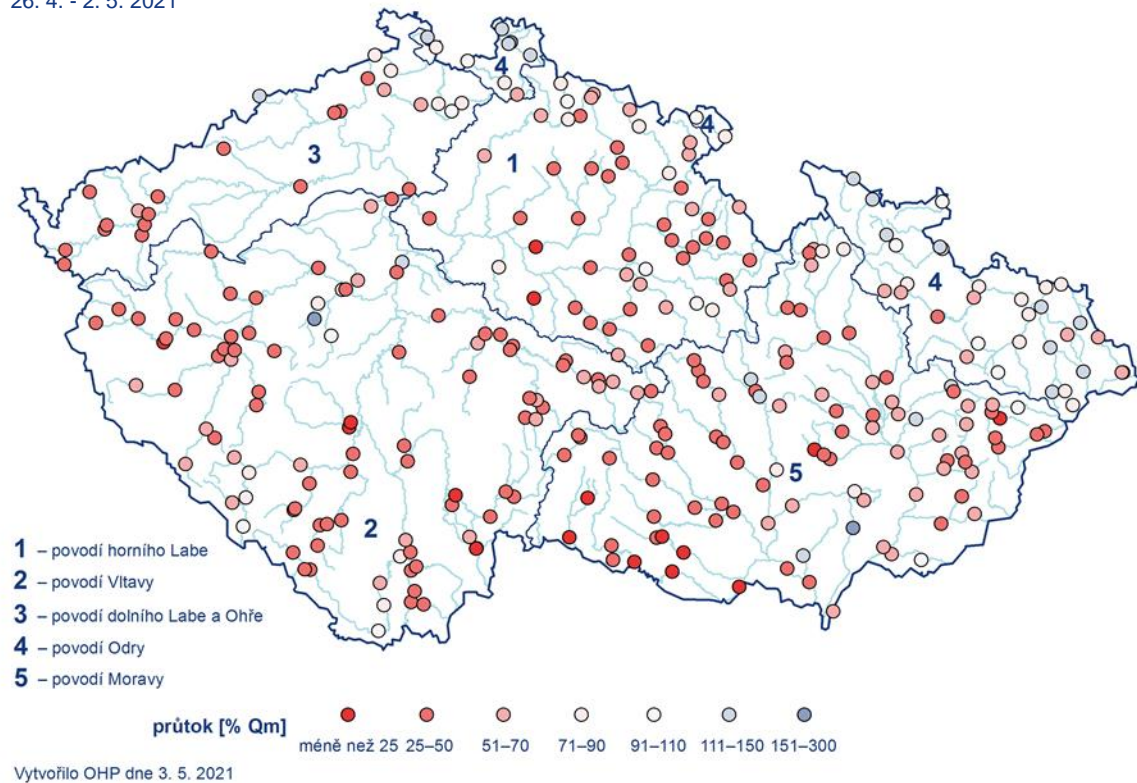 26. 4. - 2. 5. 2021
4
4
3
1
4
5
2
1 – povodí horního Labe
2 – povodí Vltavy
3 – povodí dolního Labe a Ohře
4 – povodí Odry
5 – povodí Moravy
průtok [% Qm]
méně než 25 25–50 51–70 71–90 91–110 111–150 151–300
Vytvořilo OHP dne 3. 5. 2021